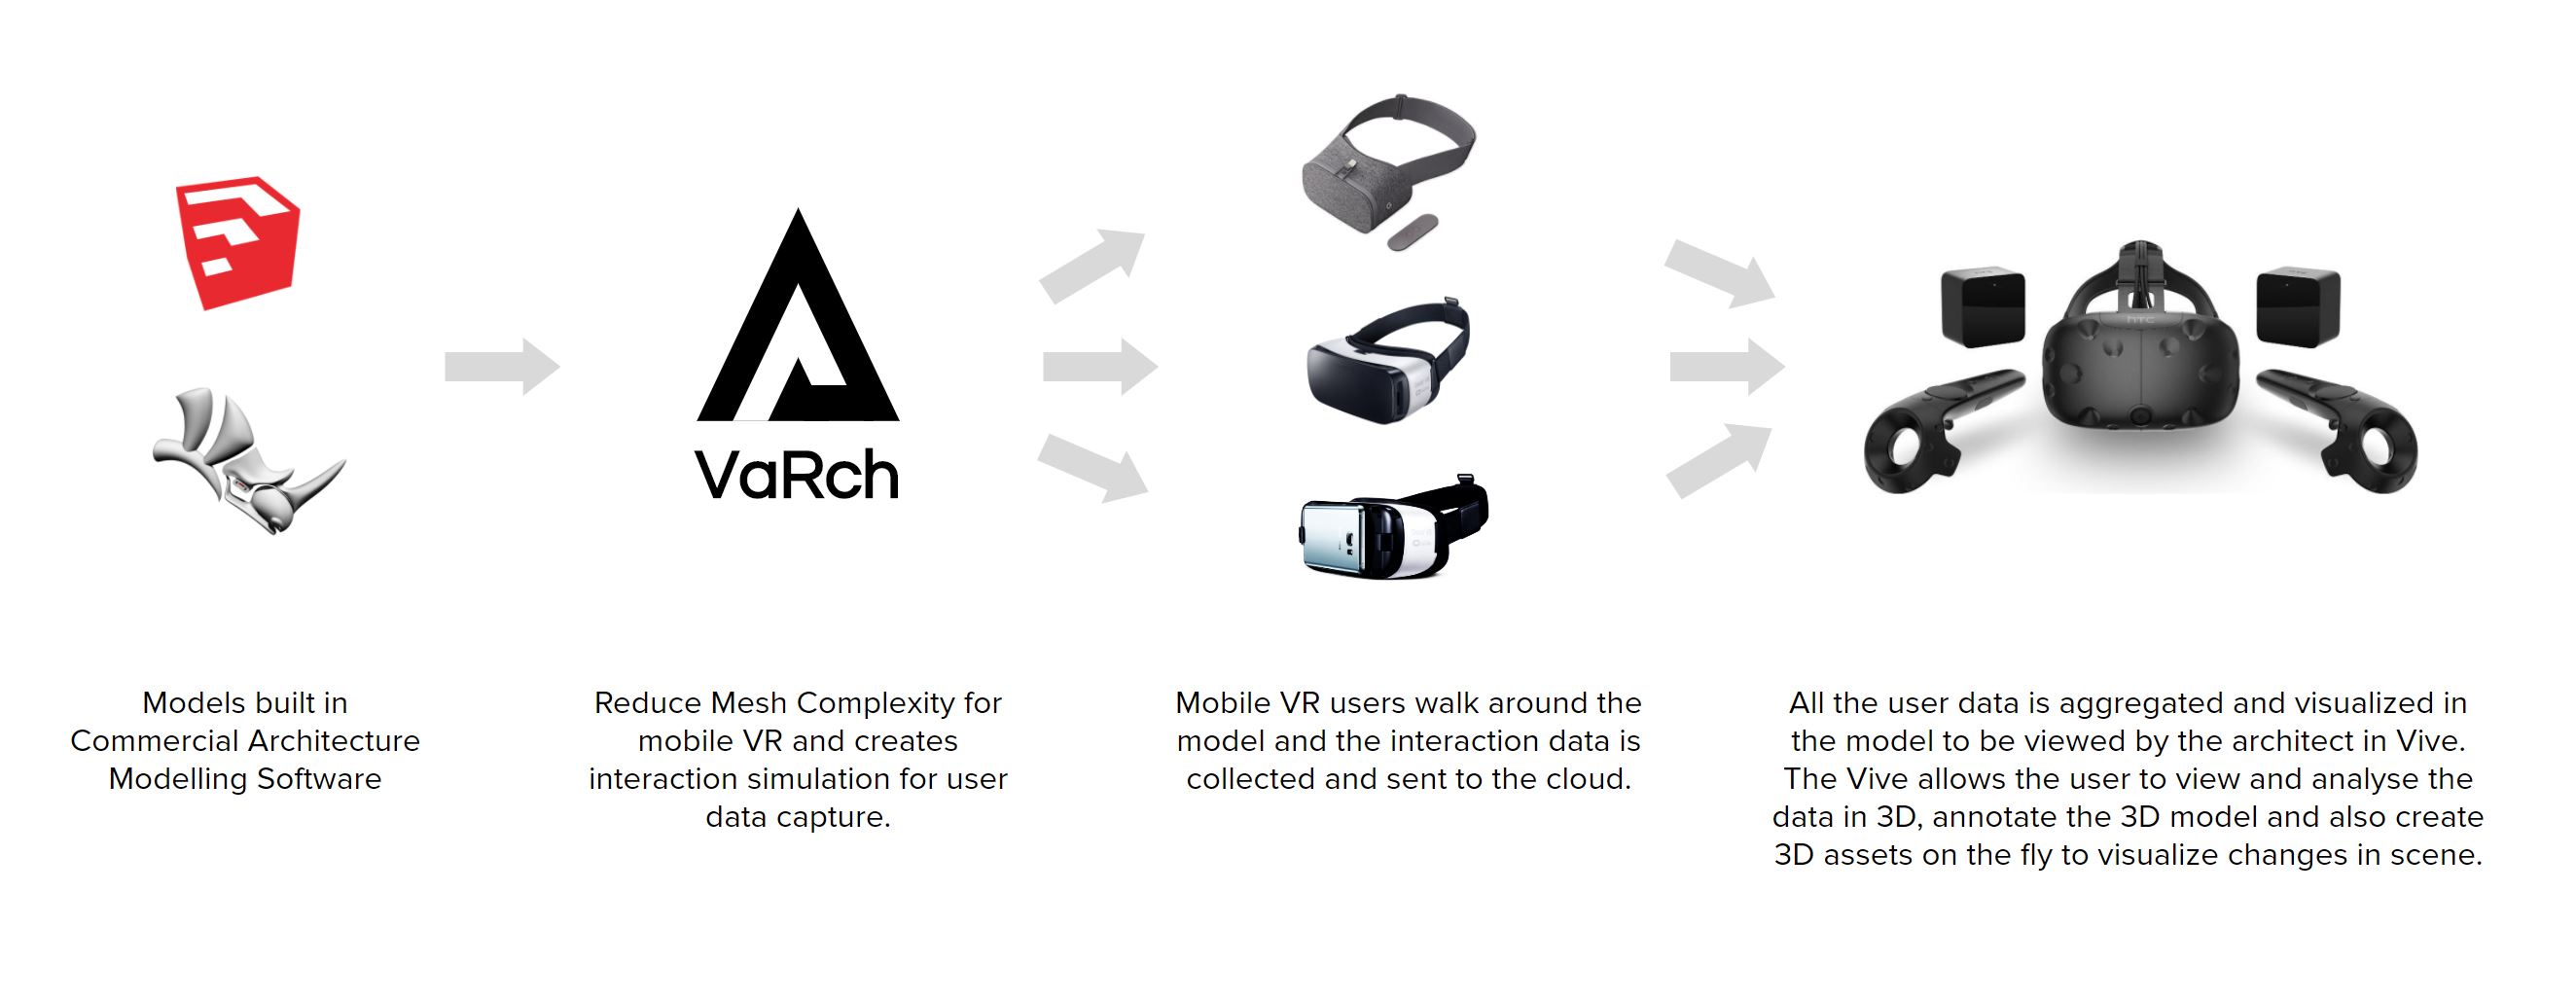 VaRch
hTC
Models built in
Commercial Architecture
Modelling Software
Reduce Mesh Complexity for
mobile VR and creates
interaction simulation for user
data capture.
Mobile VR users walk around the
model and the interaction data is
collected and sent to the cloud.
All the user data is aggregated and visualized in
the model to be viewed by the architect in Vive.
The Vive allows the user to view and analyse the
data in 3D, annotate the 3D model and also create
3D assets on the fly to visualize changes in scene.